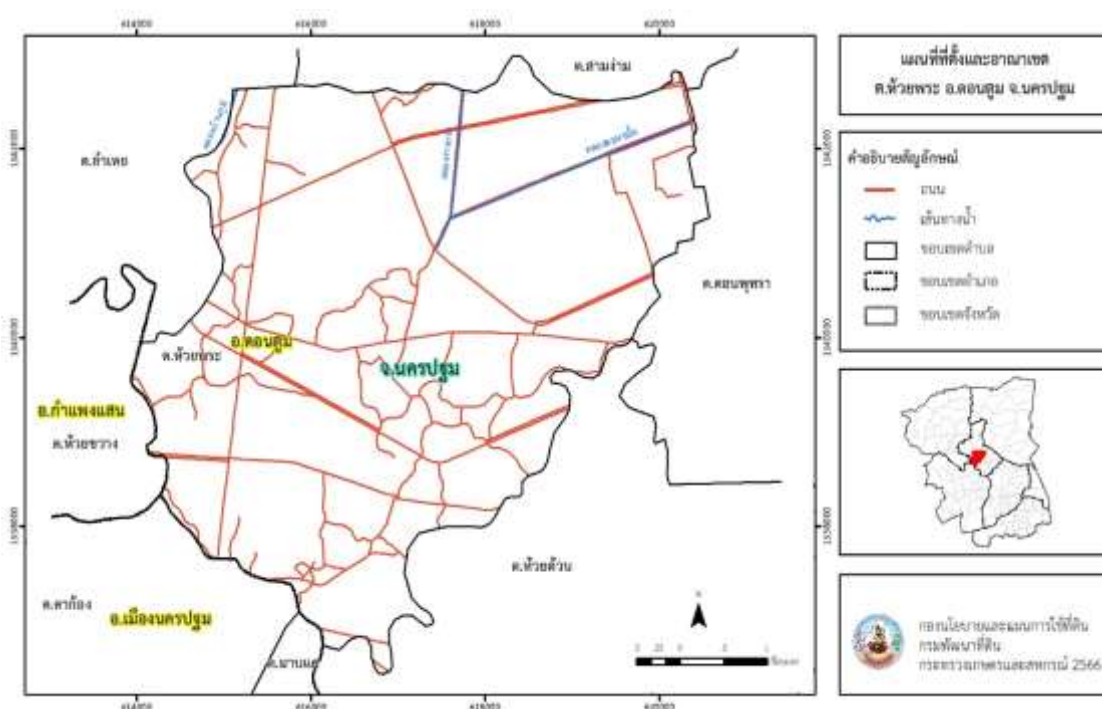 แผนที่ที่ตั้งและอาณาเขต
ต.ห้วยพระ อ.ดอนตูม จ.นครปฐม
คำอธิบายสัญลักษณ์
ถนน
เส้นทางน้ำ
ขอบเขตตำบล
ขอบเขตอำเภอ
ขอบเขตจังหวัด
614000
616000
618000
620000
ต.สามง่าม
ต.ลำเหย
ต.ดอนพุทรา
ต.ห้วยพระ
อ.ดอนตูม
จ.นครปฐม
อ.กำแพงแสน
ต.ห้วยขวาง
ต.ห้วยด้วน
ต.ตาก้อง
อ.เมืองนครปฐม
614000
616000
618000
620000
กองนโยบายและแผนการใช้ที่ดิน
กรมพัฒนาที่ดิน
กระทรวงเกษตรและสหกรณ์ 2566